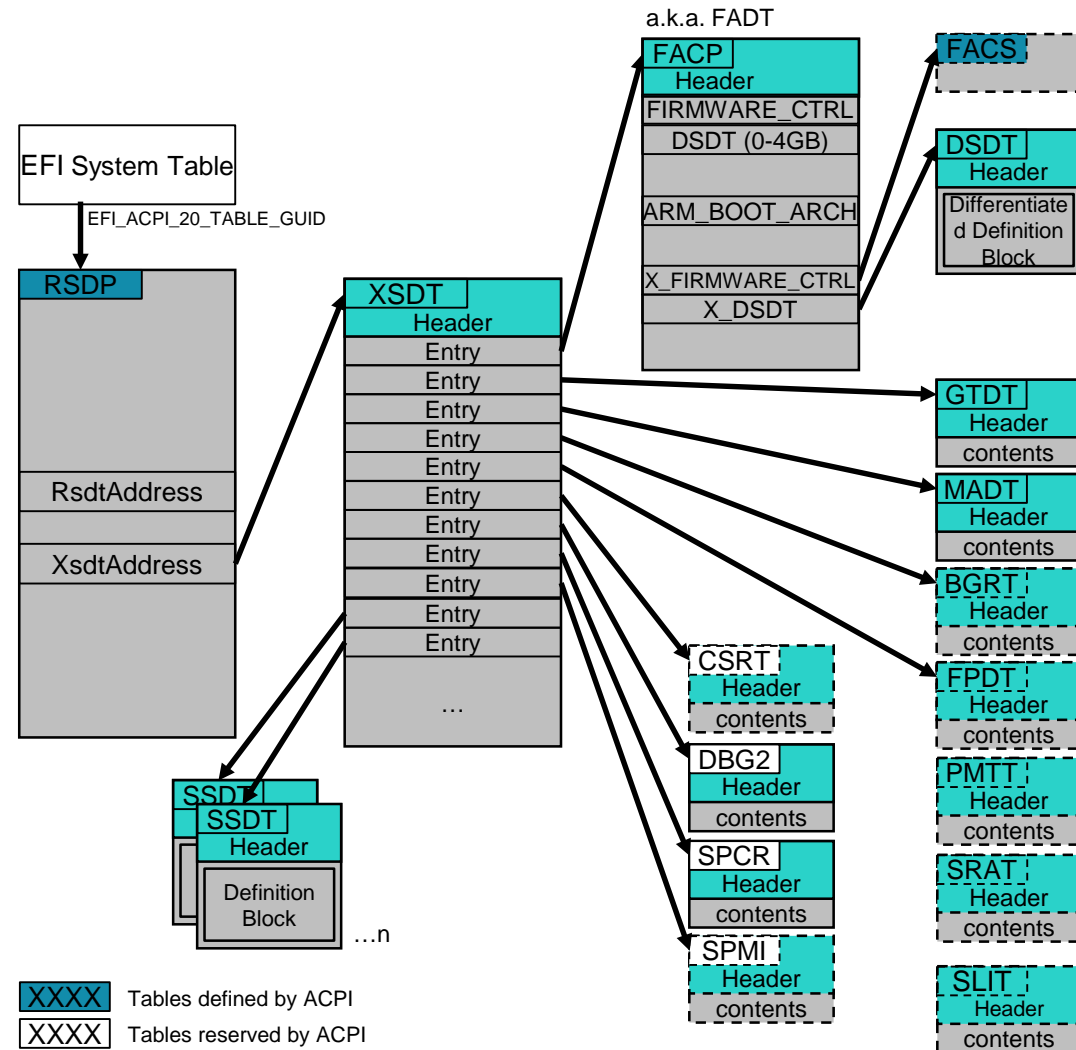 a.k.a. FADT
EFI System Table
EFI_ACPI_20_TABLE_GUID
RSDP
RsdtAddress
XsdtAddress
XSDT
Header
Entry
Entry
Entry
Entry
Entry
Entry
Entry
Entry
Entry
Entry
Entry
…
FACP
Header
FIRMWARE_CTRL
DSDT (0-4GB)
ARM_BOOT_ARCH
X_FIRMWARE_CTRL
X_DSDT
FACS
DSDT
Header
Differentiate
d Definition
Block
GTDT
Header
contents
MADT
Header
contents
BGRT
Header
contents
FPDT
Header
contents
PMTT
Header
contents
SRAT
Header
contents
SLIT
Header
contents
CSRT
Header
contents
DBG2
Header
contents
SPCR
Header
contents
SPMI
Header
contents
SSDT
SSDT
Header
Definition
Block
…n
XXXX Tables defined by ACPI
XXXX Tables reserved by ACPI